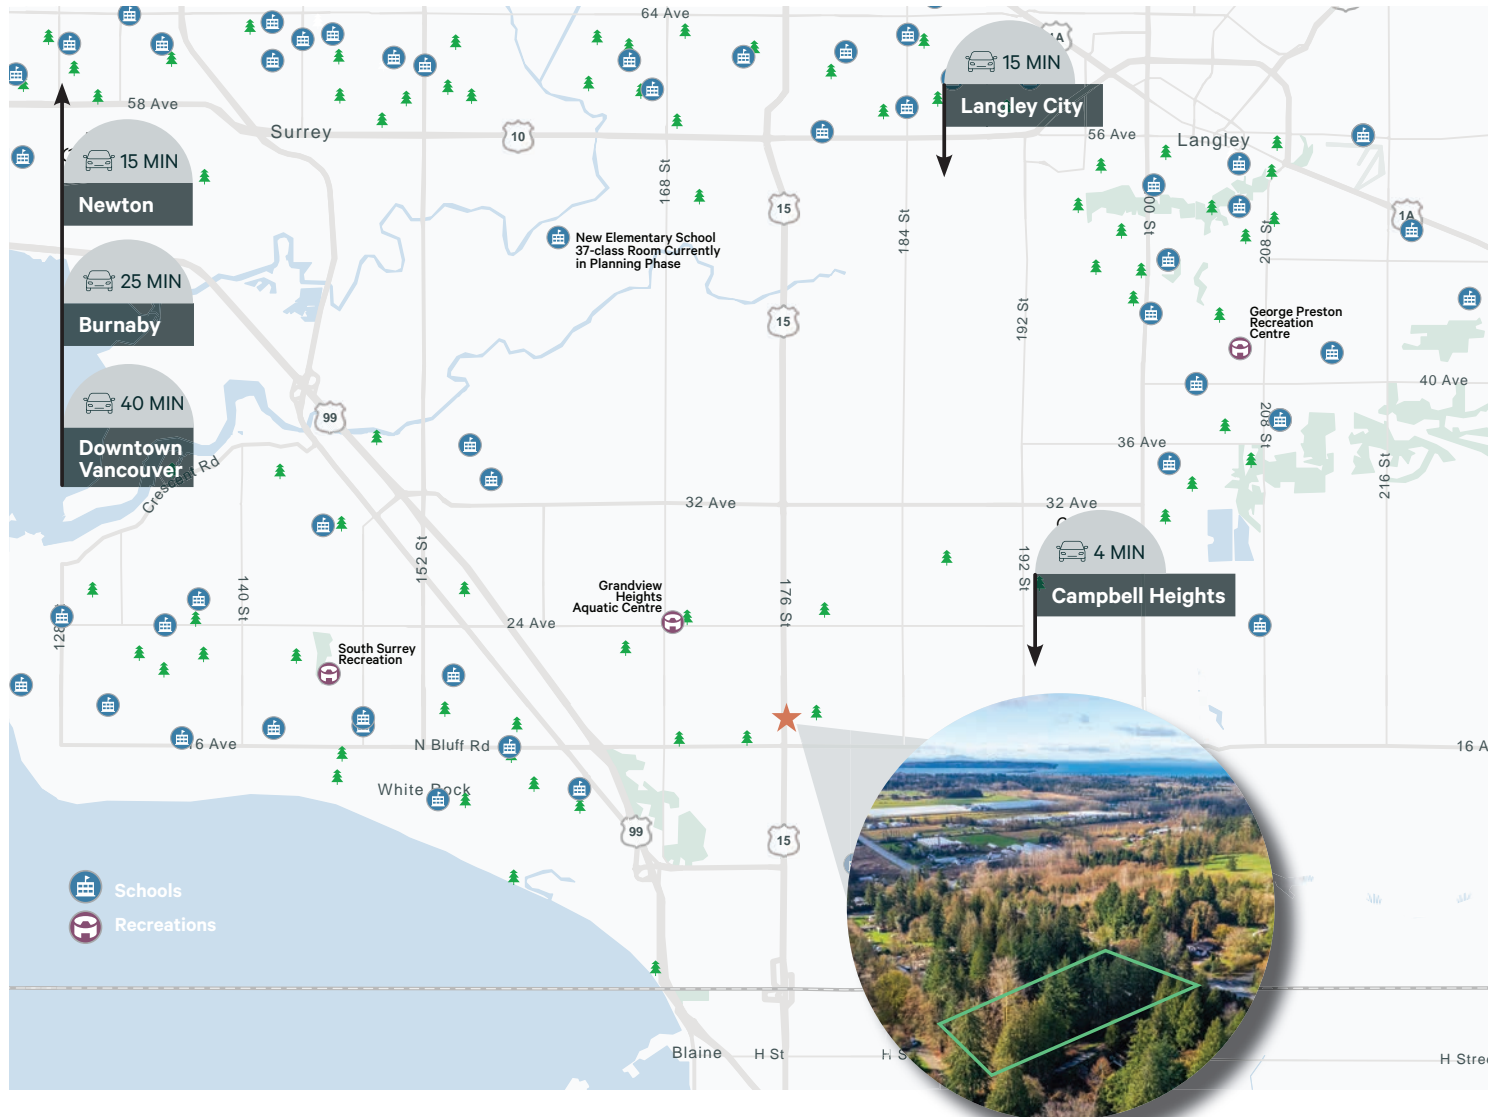 64 Ave
1A
15 MIN
Langley City
58 Ave
Surrey
10
56 Ave
Langley
15 MIN
Newton
168 St
15
184 St
00 St
208 St
1A
New Elementary School
37-class Room Currently
in Planning Phase
25 MIN
Burnaby
15
192 St
George Preston
Recreation
Centre
40 MIN
Downtown
Vancouver
99
40 Ave
208 St
36 Ave
216 St
Crescent Rd
32 Ave
32 Ave
4 MIN
Campbell Heights
152 St
192 St
140 St
176 St
Grandview
Heights
Aquatic Centre
24 Ave
128
South Surrey
Recreation
16 Ave
N Bluff Rd
16 A
White Rock
99
15
Schools
Recreations
Blaine
H St
H S
H Stre